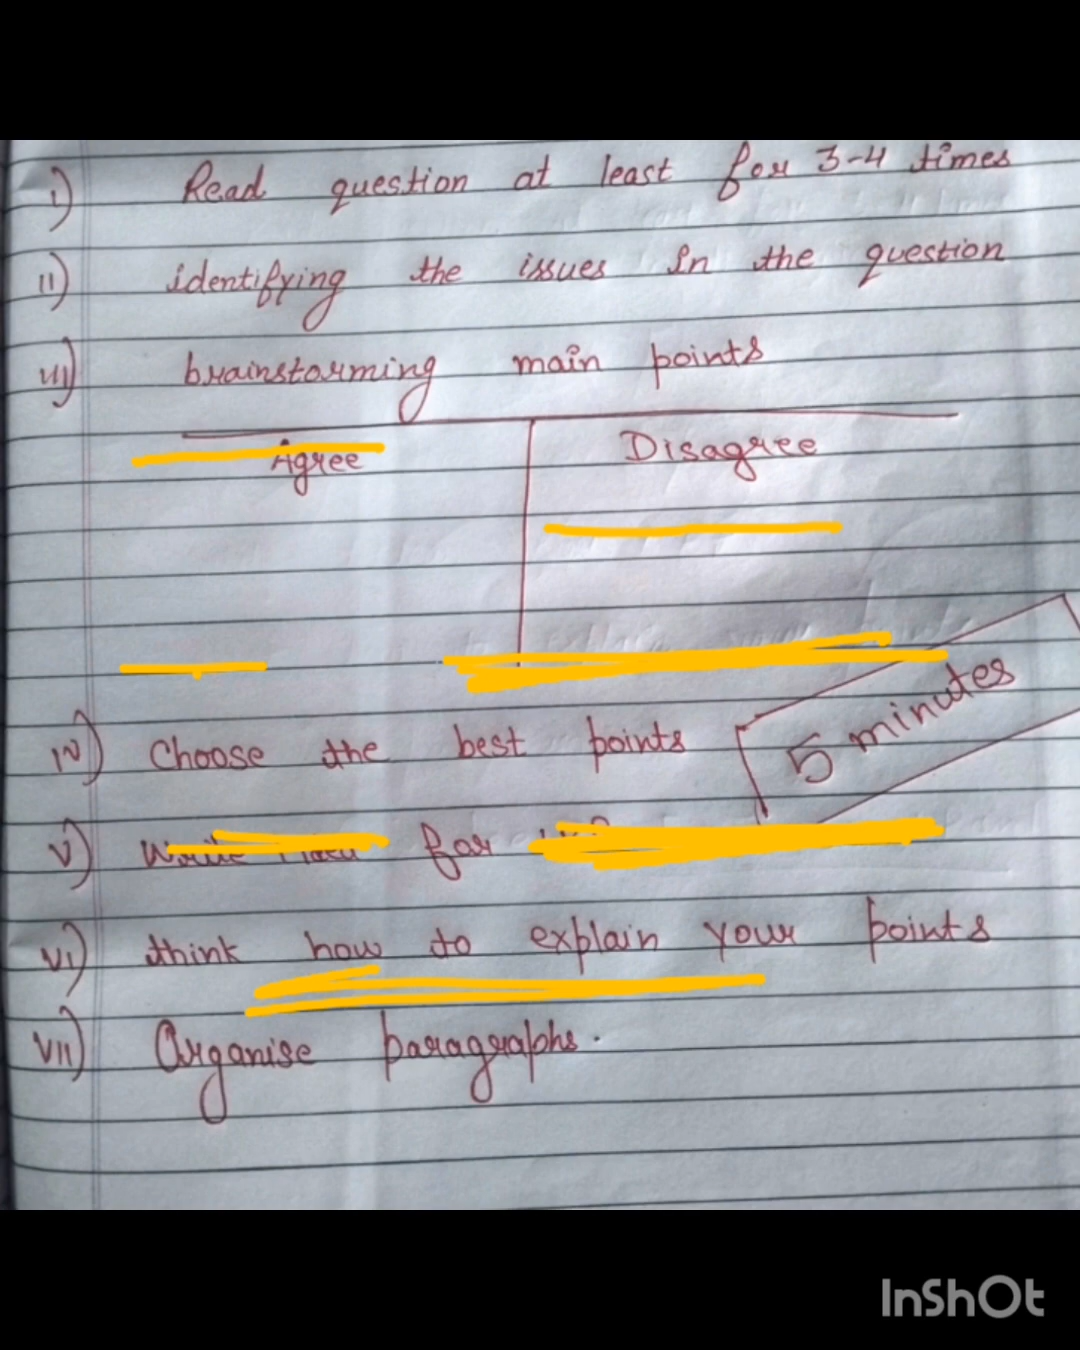 i) Read question at least for 3-4 times
ii) identifying the issues in the question
iii) brainstorming main points
Agree Disagree
iv) Choose the best points
5 minutes
v) for
vi) think how to explain your points
vii) Organise paragraphs.
InShOt